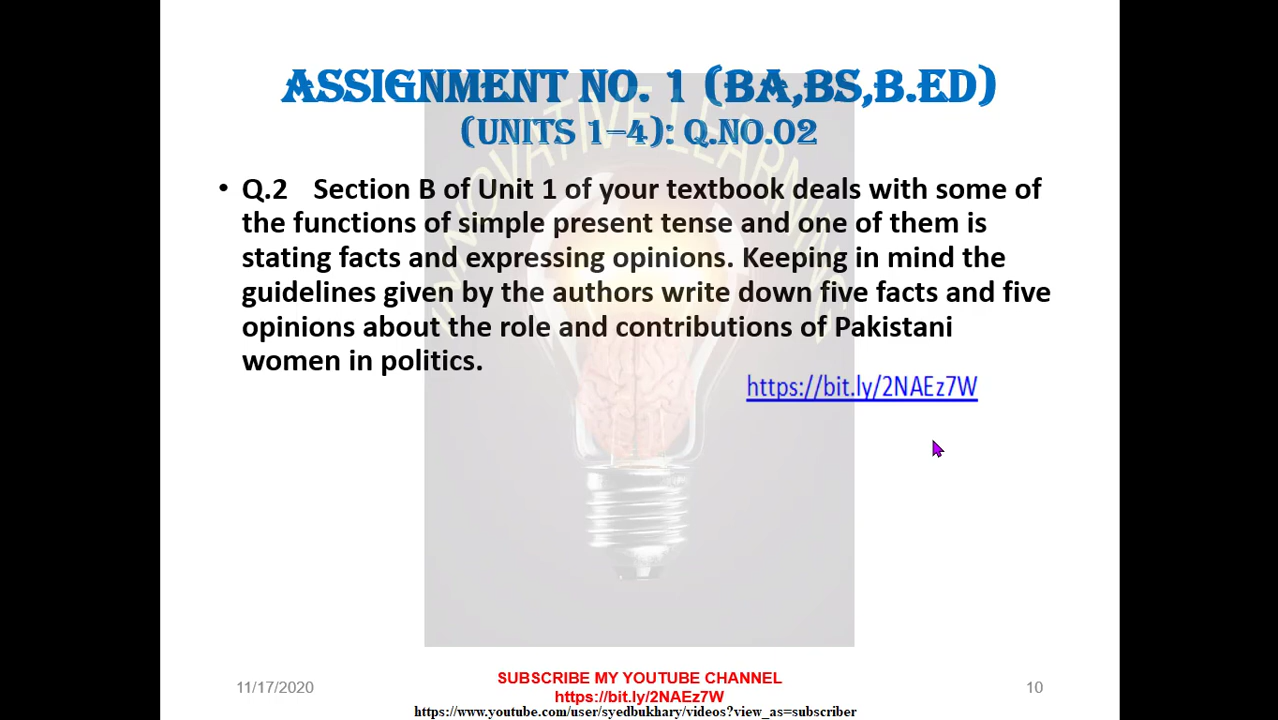 ASSIGNMENT NO. 1 (BA,BS,B.ED)
(UNITS 1–4): Q.NO.02
• Q.2 Section B of Unit 1 of your textbook deals with some of
the functions of simple present tense and one of them is
stating facts and expressing opinions. Keeping in mind the
guidelines given by the authors write down five facts and five
opinions about the role and contributions of Pakistani
women in politics.
https://bit.ly/2NAEz7W
INNOVATIVE LEARNING
11/17/2020
SUBSCRIBE MY YOUTUBE CHANNEL
https://bit.ly/2NAEz7W
https://www.youtube.com/user/syedbukhary/videos?view_as=subscriber
10